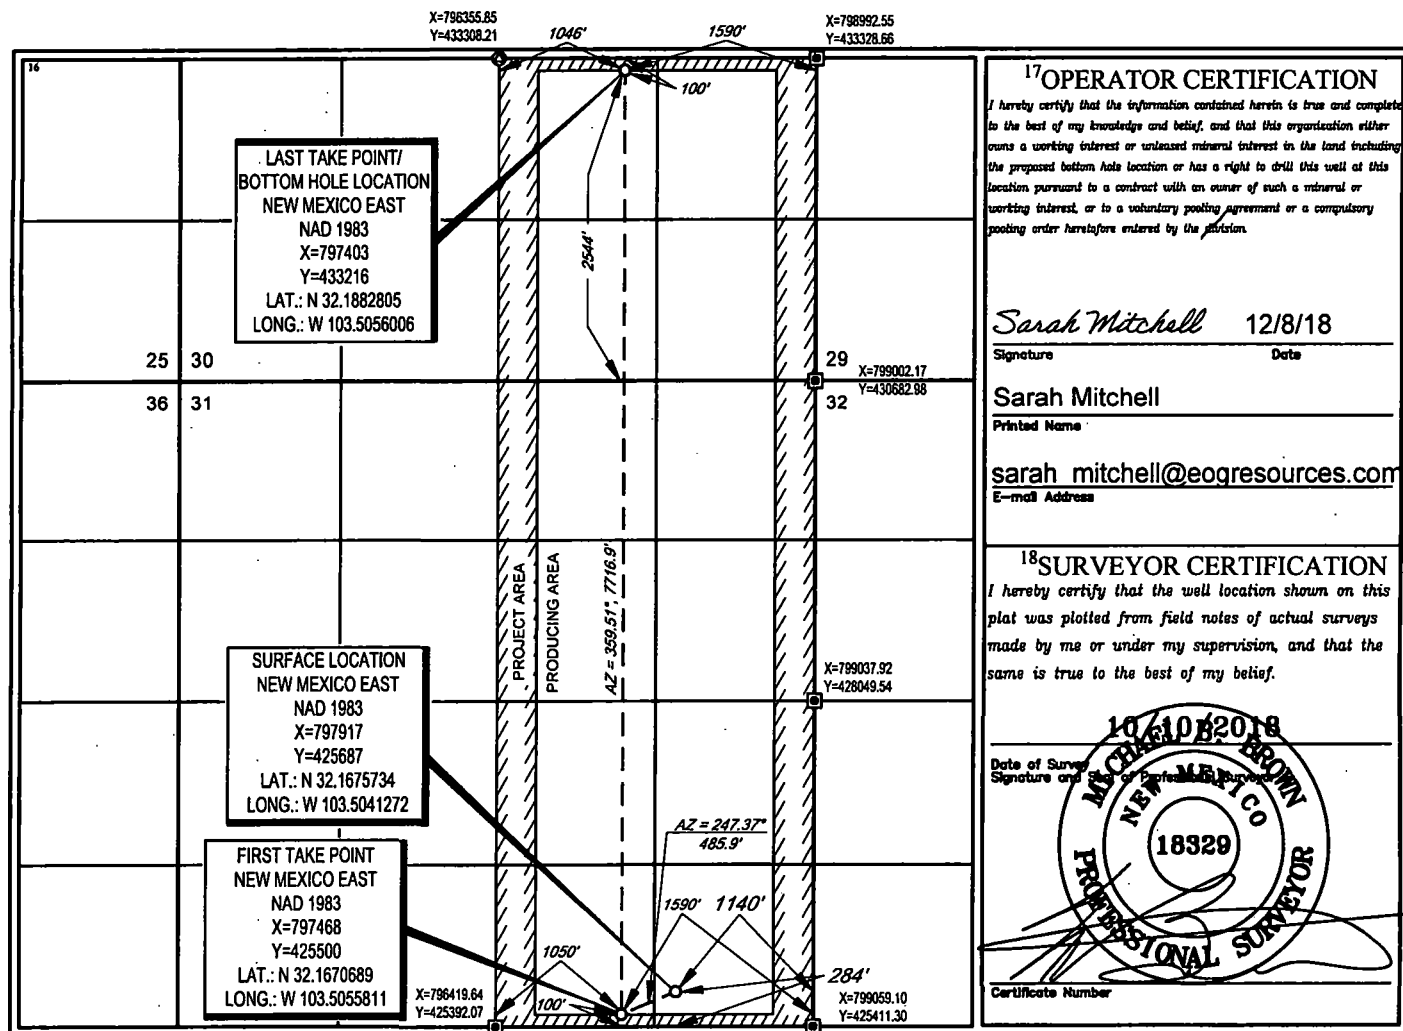 X=796355.85
Y=433308.21
1046'
1590'
X=798992.55
Y=433328.66
16
100'
LAST TAKE POINT/
BOTTOM HOLE LOCATION
NEW MEXICO EAST
NAD 1983
X=797403
Y=433216
LAT.: N 32.1882805
LONG.: W 103.5056006
2544'
25 30
36 31
29
32
X=799002.17
Y=430682.98
PROJECT AREA
PRODUCING AREA
AZ = 359.51°, 7716.9'
SURFACE LOCATION
NEW MEXICO EAST
NAD 1983
X=797917
Y=425687
LAT.: N 32.1675734
LONG.: W 103.5041272
X=799037.92
Y=428049.54
AZ = 247.37°
485.9'
FIRST TAKE POINT
NEW MEXICO EAST
NAD 1983
X=797468
Y=425500
LAT.: N 32.1670689
LONG.: W 103.5055811
1590' 1140'
1050'
284'
100'
X=796419.64
Y=425392.07
X=799059.10
Y=425411.30
17OPERATOR CERTIFICATION
I hereby certify that the information contained herein is true and complete
to the best of my knowledge and belief, and that this organization either
owns a working interest or unleased mineral interest in the land including
the proposed bottom hole location or has a right to drill this well at this
location pursuant to a contract with an owner of such a mineral or
working interest, or to a voluntary pooling agreement or a compulsory
pooling order heretofore entered by the division.
Sarah Mitchell 12/8/18
Signature Date
Sarah Mitchell
Printed Name
sarah_mitchell@eogresources.com
E-mail Address
18SURVEYOR CERTIFICATION
I hereby certify that the well location shown on this
plat was plotted from field notes of actual surveys
made by me or under my supervision, and that the
same is true to the best of my belief.
10/10/2018
Date of Survey
Signature and Seal of Professional Surveyor:
MICHAEL B. BROWN
NEW MEXICO
18329
PROFESSIONAL SURVEYOR
Certificate Number